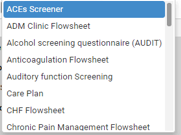 ACEs Screener
ADM Clinic Flowsheet
Alcohol screening questionnaire (AUDIT)
Anticoagulation Flowsheet
Auditory function Screening
Care Plan
CHF Flowsheet
Chronic Pain Management Flowsheet